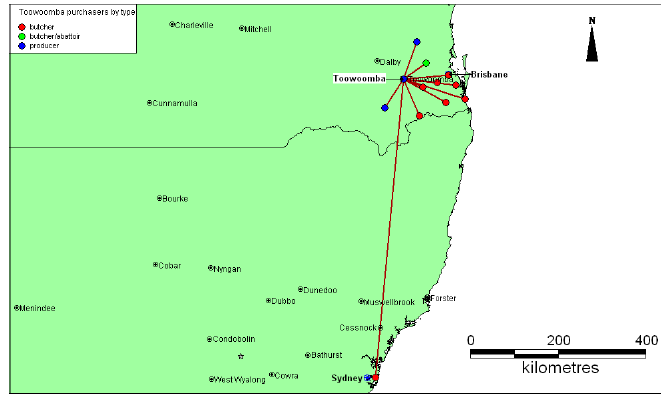 Toowoomba purchasers by type
butcher
butcher/abattoir
producer
Charleville
Mitchell
N
Dalby
Toowoomba
Brisbane
Cunnamulla
Bourke
Cobar
Nyngan
Dunedoo
Menindee
Dubbo
Muswellbrook
Forster
Cessnock
Condobolin
0 200 400
kilometres
Bathurst
West Wyalong
Cowra
Sydney